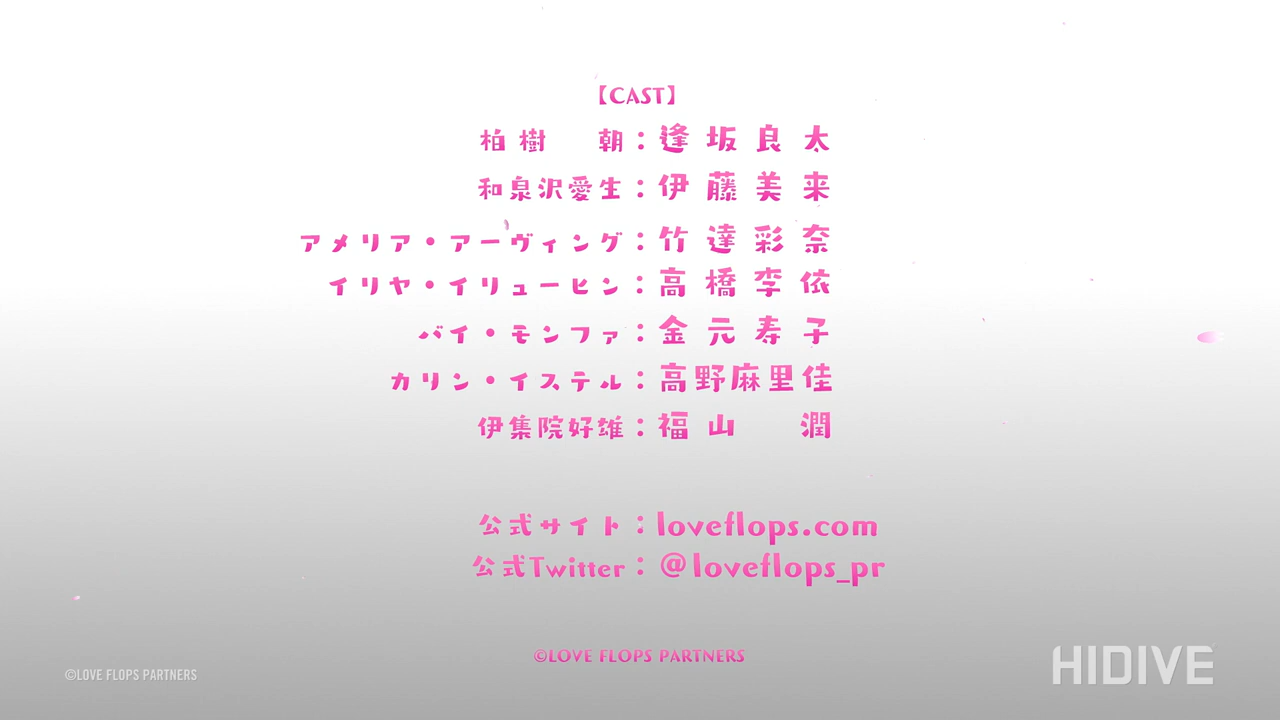 【CAST】
柏樹 朝：逢坂良太
和泉沢愛生：伊藤美来
アメリア・アーヴィング：竹達彩奈
イリヤ・イリューヒン：高橋李依
バイ・モンファ：金元寿子
カリン・イステル：高野麻里佳
伊集院好雄：福山 潤
公式サイト：loveflops.com
公式Twitter：@loveflops_pr
©LOVE FLOPS PARTNERS
©LOVE FLOPS PARTNERS
HIDIVE